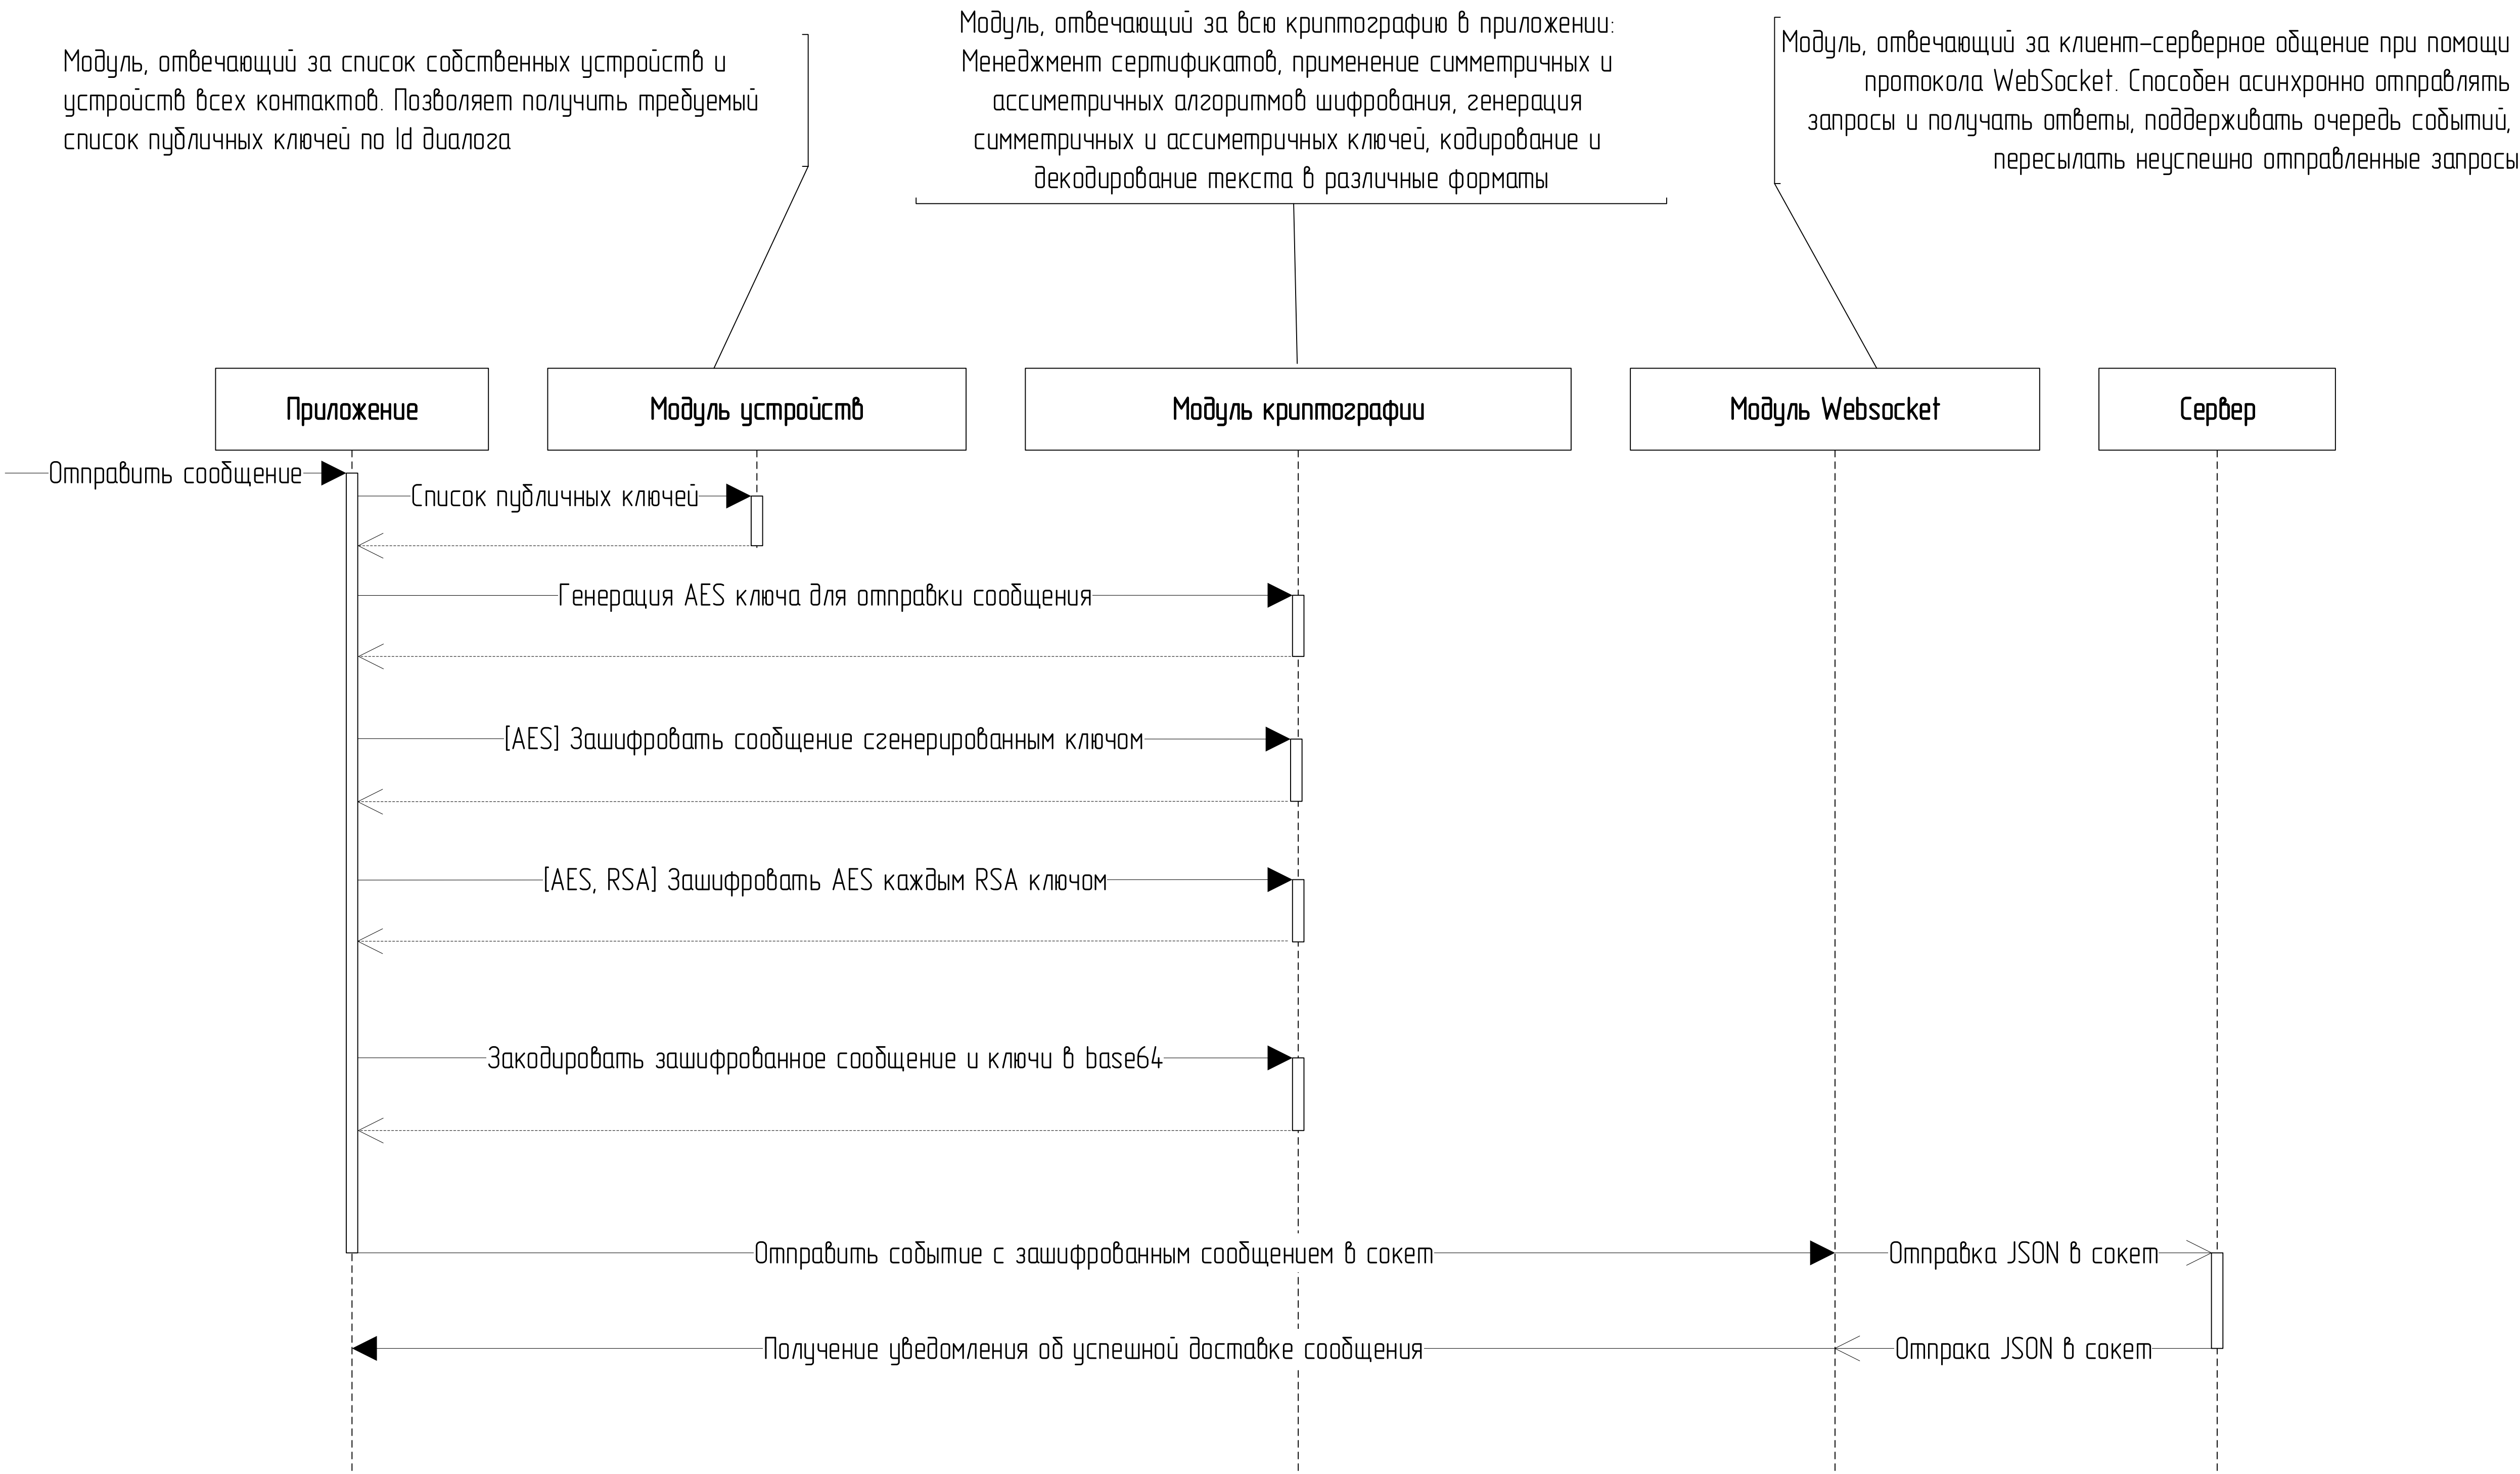 Модуль, отвечающий за список собственных устройств и
устройств всех контактов. Позволяет получить требуемый
список публичных ключей по Id диалога
Модуль, отвечающий за всю криптографию в приложении:
Менеджмент сертификатов, применение симметричных и
ассиметричных алгоритмов шифрования, генерация
симметричных и ассиметричных ключей, кодирование и
декодирование текста в различные форматы
Модуль, отвечающий за клиент-серверное общение при помощи
протокола WebSocket. Способен асинхронно отправлять
запросы и получать ответы, поддерживать очередь событий,
пересылать неуспешно отправленные запросы
Приложение
Модуль устройств
Модуль криптографии
Модуль Websocket
Сервер
Отправить сообщение
Список публичных ключей
Генерация AES ключа для отправки сообщения
[AES] Зашифровать сообщение сгенерированным ключом
[AES, RSA] Зашифровать AES каждым RSA ключом
Закодировать зашифрованное сообщение и ключи в base64
Отправить событие с зашифрованным сообщением в сокет
Отправка JSON в сокет
Получение уведомления об успешной доставке сообщения
Отпрака JSON в сокет